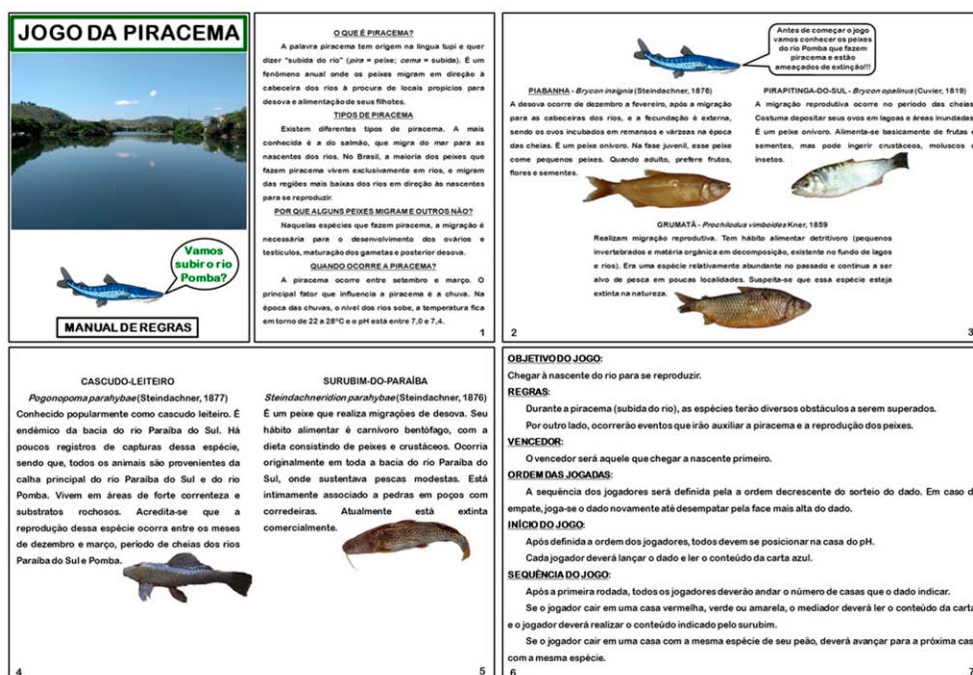 JOGO DA PIRACEMA
Vamos
subir o rio
Pomba?
MANUAL DE REGRAS
O QUE É PIRACEMA?
A palavra piracema tem origem na língua tupi e quer
dizer "subida do rio" (pira = peixe; cema = subida). É um
fenômeno anual onde os peixes migram em direção à
cabeceira dos rios à procura de locais propícios para
desova e alimentação de seus filhotes.
TIPOS DE PIRACEMA
Existem diferentes tipos de piracema. A mais
conhecida é a do salmão, que migra do mar para as
nascentes dos rios. No Brasil, a maioria dos peixes que
fazem piracema vivem exclusivamente em rios, e migram
das regiões mais baixas dos rios em direção às nascentes
para se reproduzir.
POR QUE ALGUNS PEIXES MIGRAM E OUTROS NÃO?
Naquelas espécies que fazem piracema, a migração é
necessária para o desenvolvimento dos ovários e
testículos, maturação dos gametas e posterior desova.
QUANDO OCORRE A PIRACEMA?
A piracema ocorre entre setembro e março. O
principal fator que influencia a piracema é a chuva. Na
época das chuvas, o nível dos rios sobe, a temperatura fica
em torno de 22 a 28ºC e o pH está entre 7,0 e 7,4.
1
Antes de começar o jogo
vamos conhecer os peixes
do rio Pomba que fazem
piracema e estão
ameaçados de extinção!!!
PIABANHA - Brycon insignis (Steindachner, 1876)
A desova ocorre de dezembro a fevereiro, após a migração
para as cabeceiras dos rios, e a fecundação é externa,
sendo os ovos incubados em remansos e várzeas na época
das cheias. É um peixe onívoro. Na fase juvenil, esse peixe
come pequenos peixes. Quando adulto, prefere frutos,
flores e sementes.
PIRAPITINGA-DO-SUL - Brycon opalinus (Cuvier, 1819)
A migração reprodutiva ocorre no período das cheias
Costuma depositar seus ovos em lagoas e áreas inundadas
É um peixe onívoro. Alimenta-se basicamente de frutas e
sementes, mas pode ingerir crustáceos, moluscos e
insetos.
GRUMATÃ - Prochilodus vimboides Kner, 1859
Realizam migração reprodutiva. Tem hábito alimentar detritívoro (pequenos
invertebrados e matéria orgânica em decomposição, existente no fundo de lagos
e rios). Era uma espécie relativamente abundante no passado e continua a ser
alvo de pesca em poucas localidades. Suspeita-se que essa espécie esteja
extinta na natureza.
2
3
CASCUDO-LEITEIRO
Pogonopoma parahybae (Steindachner, 1877)
Conhecido popularmente como cascudo leiteiro. É
endêmico da bacia do rio Paraíba do Sul. Há
poucos registros de capturas dessa espécie,
sendo que, todos os animais são provenientes da
calha principal do rio Paraíba do Sul e do rio
Pomba. Vivem em áreas de forte correnteza e
substratos rochosos. Acredita-se que a
reprodução dessa espécie ocorra entre os meses
de dezembro e março, período de cheias dos rios
Paraíba do Sul e Pomba.
4
SURUBIM-DO-PARAÍBA
Steindachneridion parahybae (Steindachner, 1876)
É um peixe que realiza migrações de desova. Seu
hábito alimentar é carnívoro bentófago, com a
dieta consistindo de peixes e crustáceos. Ocorria
originalmente em toda a bacia do rio Paraíba do
Sul, onde sustentava pescas modestas. Está
intimamente associado a pedras em poços com
corredeiras. Atualmente está extinta
comercialmente.
5
OBJETIVO DO JOGO:
Chegar à nascente do rio para se reproduzir.
REGRAS:
Durante a piracema (subida do rio), as espécies terão diversos obstáculos a serem superados.
Por outro lado, ocorrerão eventos que irão auxiliar a piracema e a reprodução dos peixes.
VENCEDOR:
O vencedor será aquele que chegar a nascente primeiro.
ORDEM DAS JOGADAS:
A sequência dos jogadores será definida pela a ordem decrescente do sorteio do dado. Em caso d
empate, joga-se o dado novamente até desempatar pela face mais alta do dado.
INÍCIO DO JOGO:
Após definida a ordem dos jogadores, todos devem se posicionar na casa do pH.
Cada jogador deverá lançar o dado e ler o conteúdo da carta azul.
SEQUÊNCIA DO JOGO:
Após a primeira rodada, todos os jogadores deverão andar o número de casas que o dado indicar.
Se o jogador cair em uma casa vermelha, verde ou amarela, o mediador deverá ler o conteúdo da carta
e o jogador deverá realizar o conteúdo indicado pelo surubim.
Se o jogador cair em uma casa com a mesma espécie de seu peão, deverá avançar para a próxima cas
com a mesma espécie.
6
7